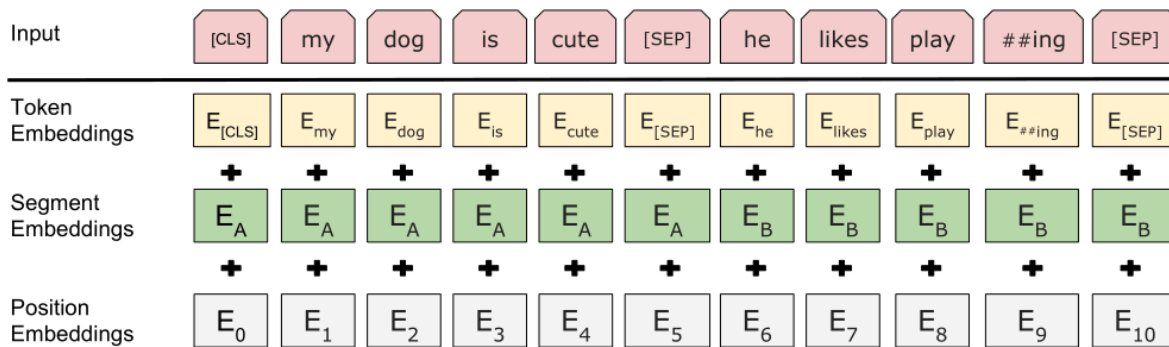 Input [CLS] my dog is cute [SEP] he likes play ##ing [SEP]
Token Embeddings E[CLS] Emy Edog Eis Ecute E[SEP] Ehe Elikes Eplay E##ing E[SEP]
+ + + + + + + + + + +
Segment Embeddings EA EA EA EA EA EA EB EB EB EB EB
+ + + + + + + + + + +
Position Embeddings E0 E1 E2 E3 E4 E5 E6 E7 E8 E9 E10